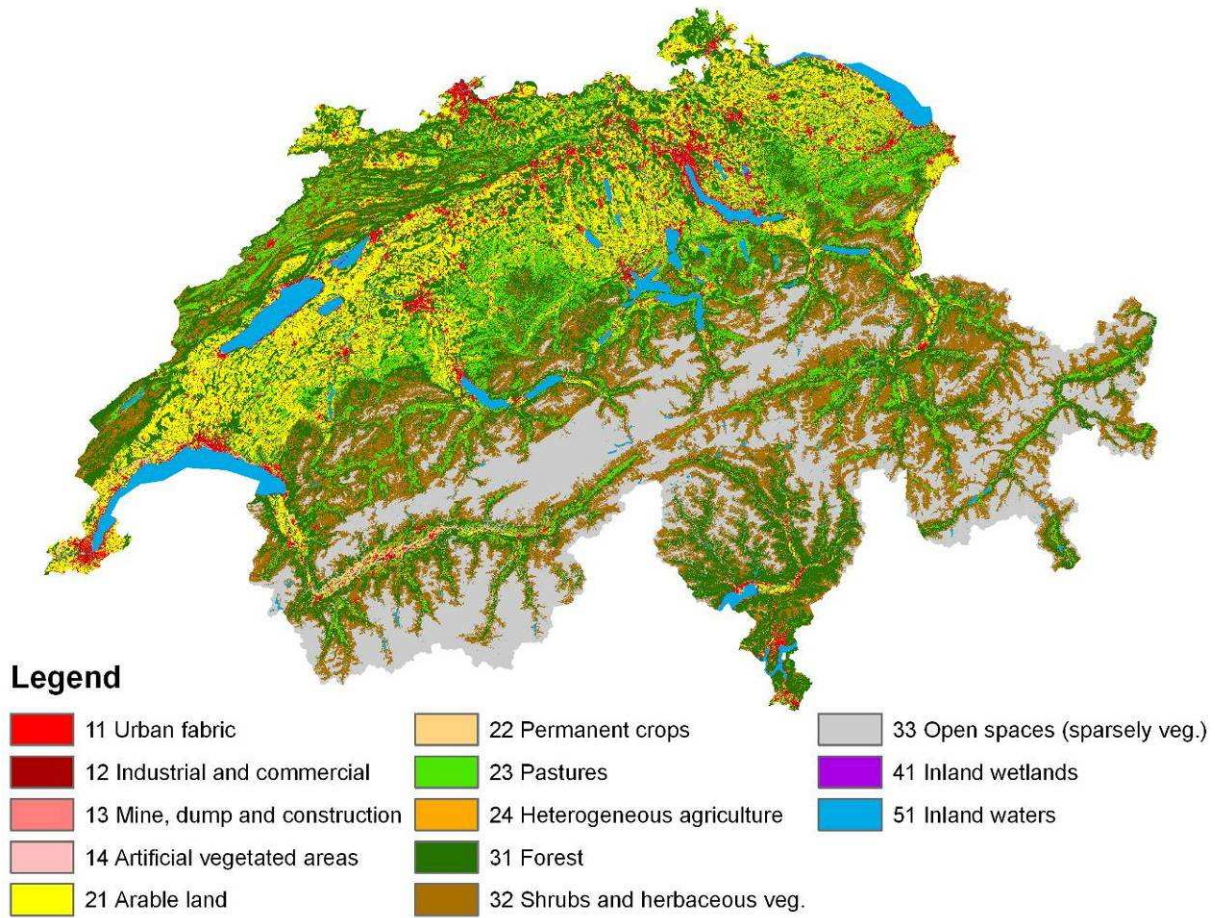 Legend
11 Urban fabric
12 Industrial and commercial
13 Mine, dump and construction
14 Artificial vegetated areas
21 Arable land
22 Permanent crops
23 Pastures
24 Heterogeneous agriculture
31 Forest
32 Shrubs and herbaceous veg.
33 Open spaces (sparsely veg.)
41 Inland wetlands
51 Inland waters